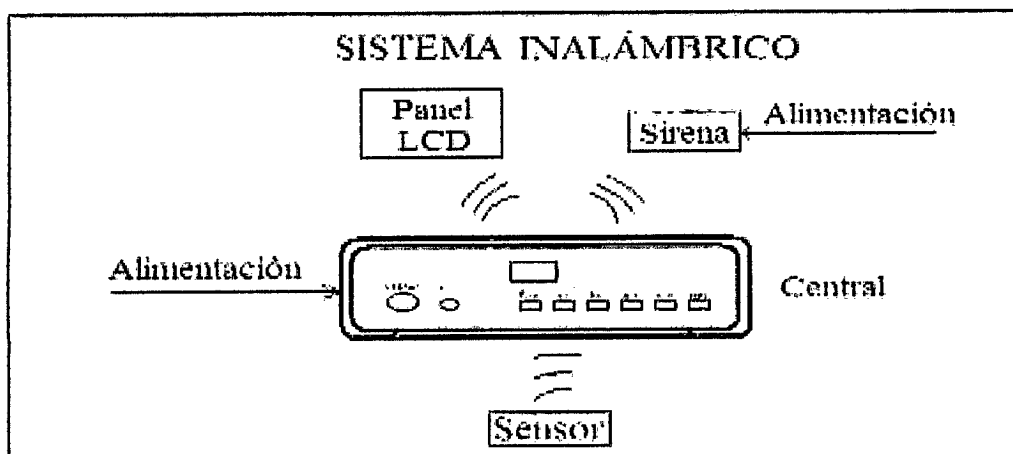 SISTEMA INALÁMBRICO
Panel
LCD
Sirena
Alimentación
Alimentación
Central
Sensor